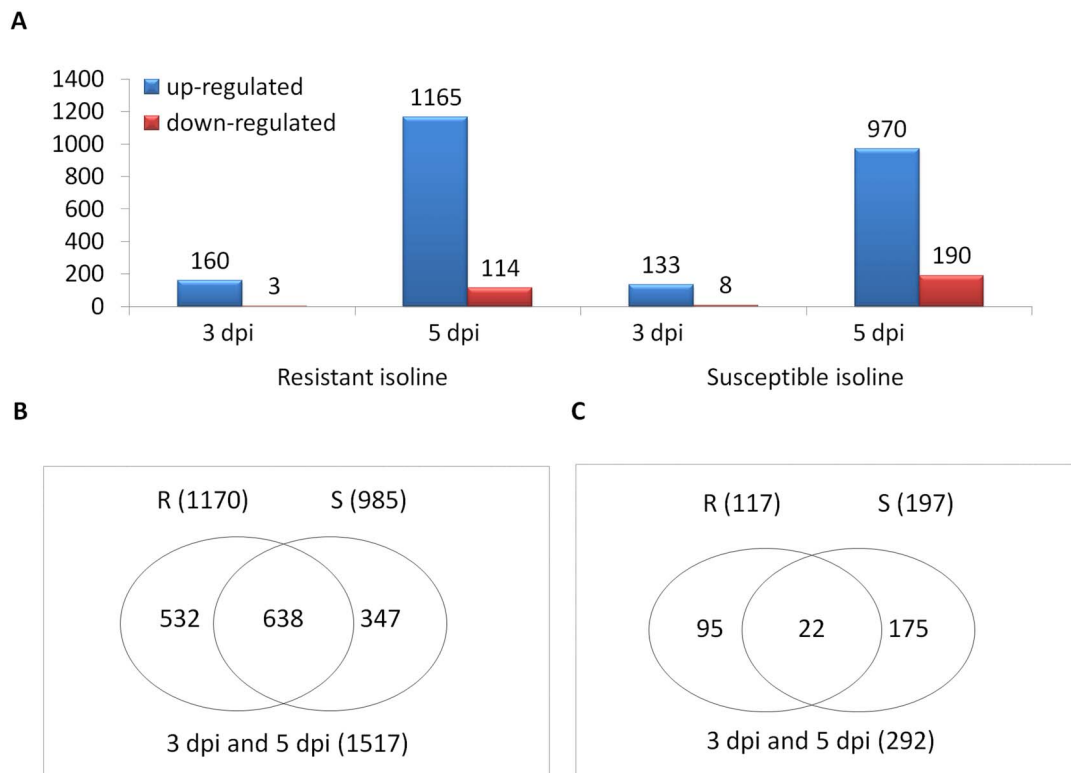 A
1400
1200
1000
800
600
400
200
0
up-regulated
down-regulated
160
3
1165
114
133
8
970
190
3 dpi 5 dpi 3 dpi 5 dpi
Resistant isoline Susceptible isoline
B
R (1170) S (985)
532 638 347
3 dpi and 5 dpi (1517)
C
R (117) S (197)
95 22 175
3 dpi and 5 dpi (292)